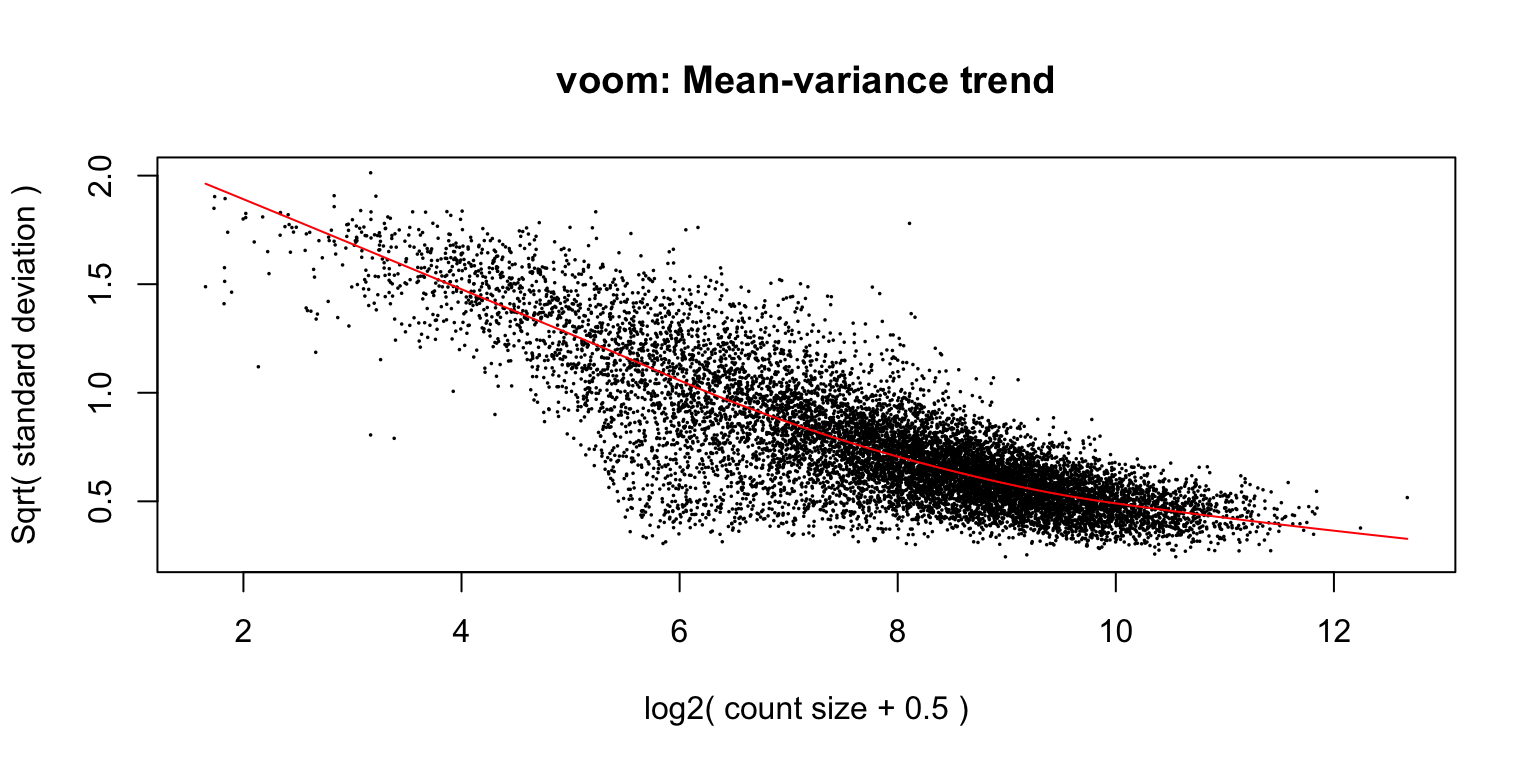 voom: Mean-variance trend
Sqrt( standard deviation )
2.0
1.5
1.0
0.5
2 4 6 8 10 12
log2( count size + 0.5 )